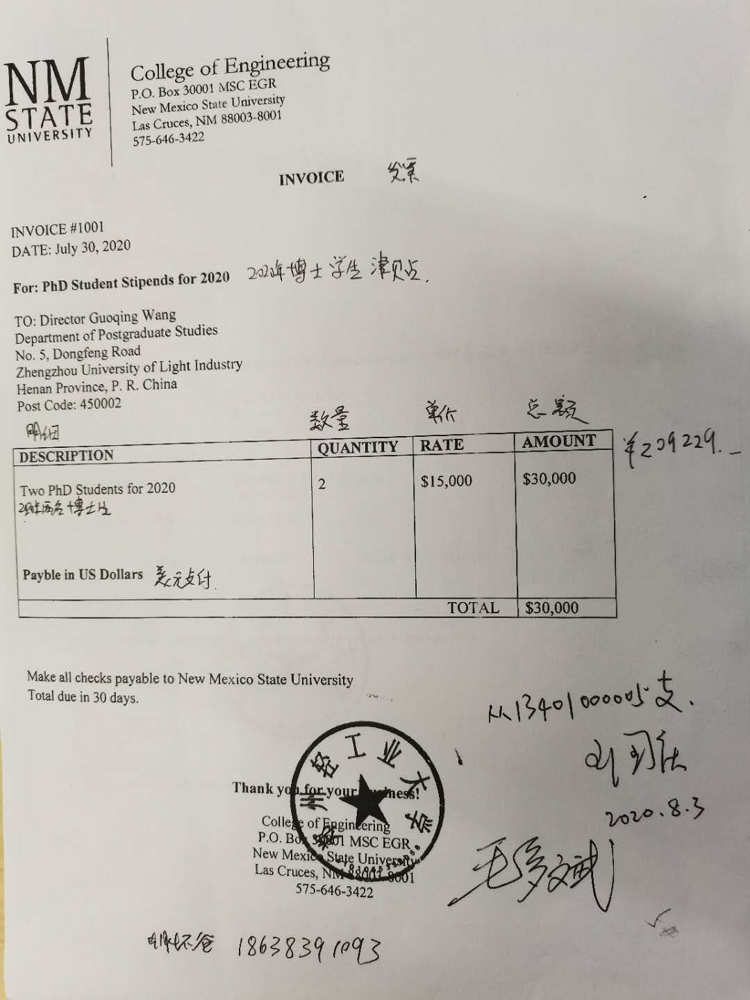 NM
STATE
UNIVERSITY
College of Engineering
P.O. Box 30001 MSC EGR
New Mexico State University
Las Cruces, NM 88003-8001
575-646-3422
INVOICE 发票
INVOICE #1001
DATE: July 30, 2020
For: PhD Student Stipends for 2020 2020年博士学生津贴.
TO: Director Guoqing Wang
Department of Postgraduate Studies
No. 5, Dongfeng Road
Zhengzhou University of Light Industry
Henan Province, P. R. China
Post Code: 450002
明细 数量 单价 总额
DESCRIPTION QUANTITY RATE AMOUNT ¥209229.-
Two PhD Students for 2020 2 $15,000 $30,000
2020年两名博士生
Payble in US Dollars 美元支付.
TOTAL $30,000
Make all checks payable to New Mexico State University
Total due in 30 days.
从13401000005支.
2020.8.3
郑州轻工业大学
Thank you for your business!
College of Engineering
P.O. Box 30001 MSC EGR
New Mexico State University
Las Cruces, NM 88003-8001
575-646-3422
18638391093